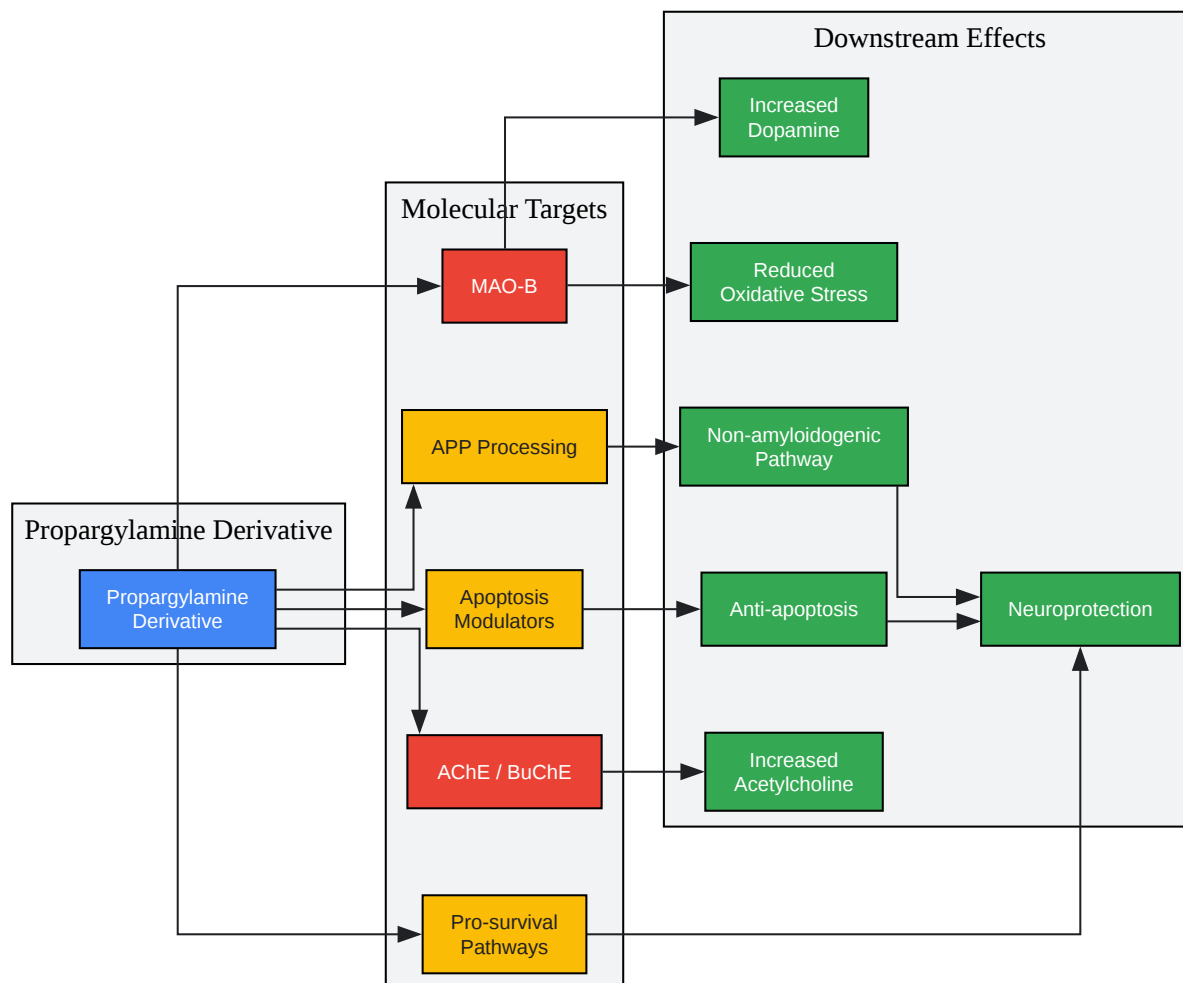 Downstream Effects
Increased
Dopamine
Molecular Targets
MAO-B
Reduced
Oxidative Stress
APP Processing
Non-amyloidogenic
Pathway
Propargylamine Derivative
Propargylamine
Derivative
Apoptosis
Modulators
Anti-apoptosis
Neuroprotection
AChE / BuChE
Increased
Acetylcholine
Pro-survival
Pathways